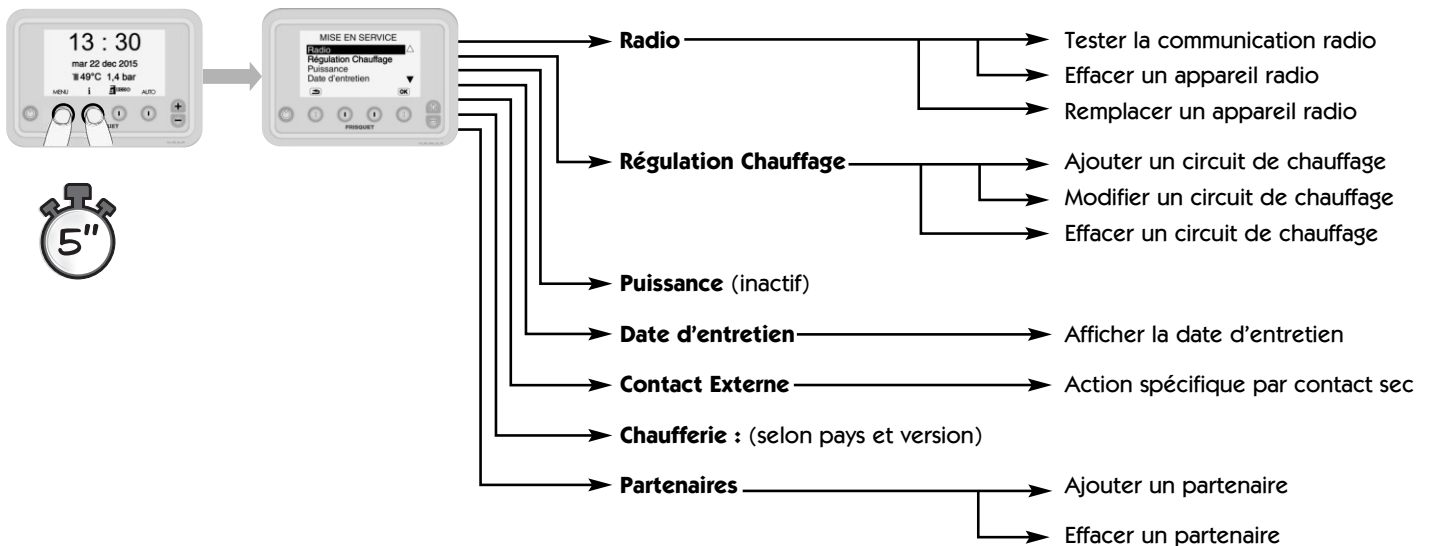 13 : 30
mar 22 dec 2015
49°C 1,4 bar
MENU i ECO AUTO
MISE EN SERVICE
Radio
Régulation Chauffage
Puissance
Date d'entretien
OK
FRISQUET
5"
Radio
Tester la communication radio
Effacer un appareil radio
Remplacer un appareil radio
Régulation Chauffage
Ajouter un circuit de chauffage
Modifier un circuit de chauffage
Effacer un circuit de chauffage
Puissance (inactif)
Date d'entretien
Afficher la date d'entretien
Contact Externe
Action spécifique par contact sec
Chaufferie : (selon pays et version)
Partenaires
Ajouter un partenaire
Effacer un partenaire